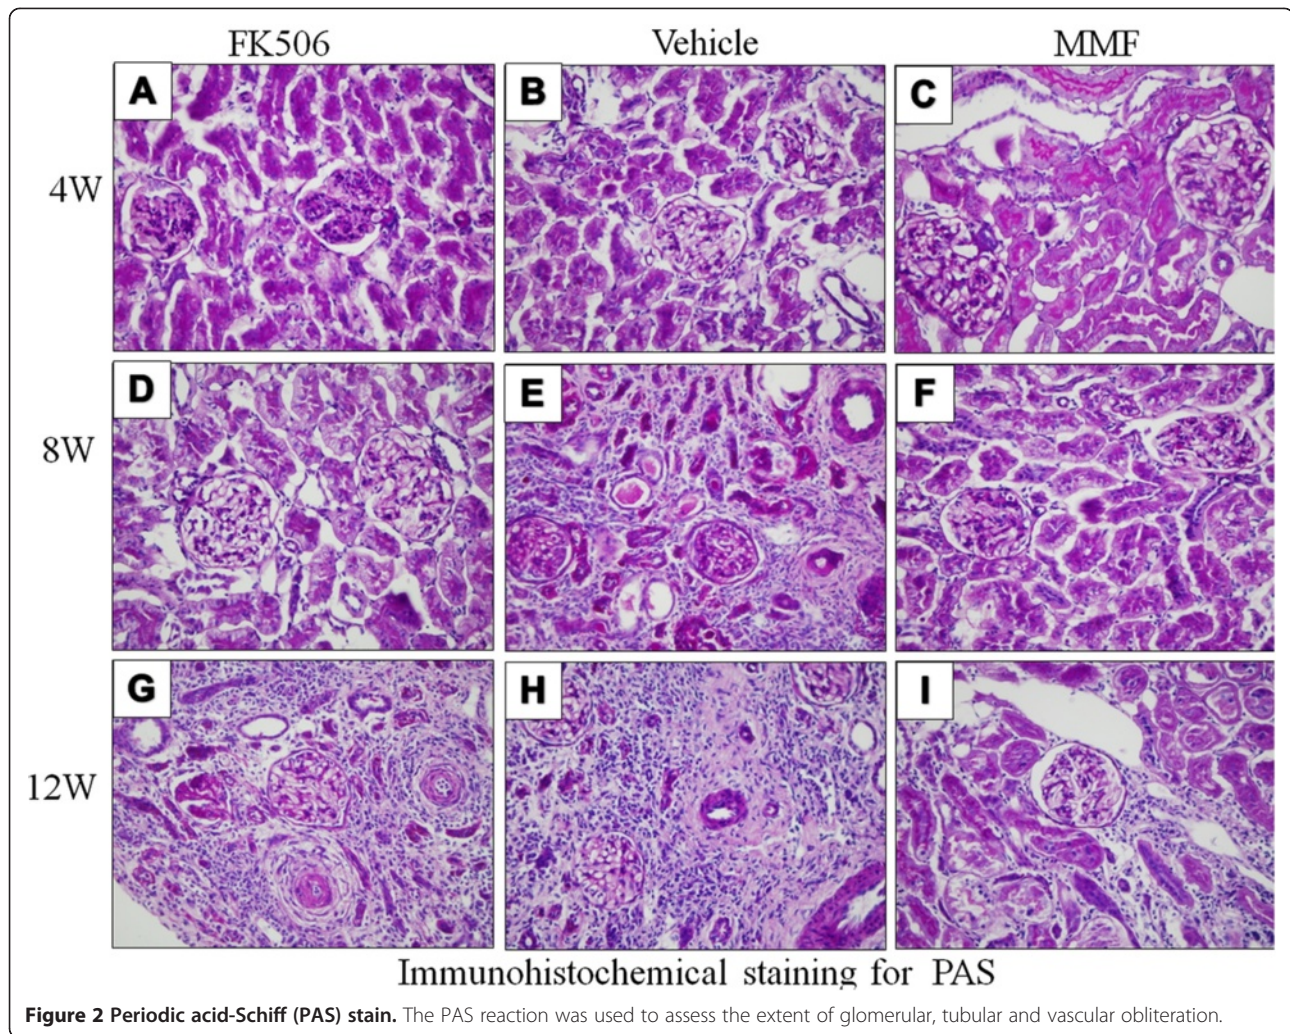 FK506 Vehicle MMF
4W A B C
8W D E F
12W G H I
Immunohistochemical staining for PAS
Figure 2 Periodic acid-Schiff (PAS) stain. The PAS reaction was used to assess the extent of glomerular, tubular and vascular obliteration.